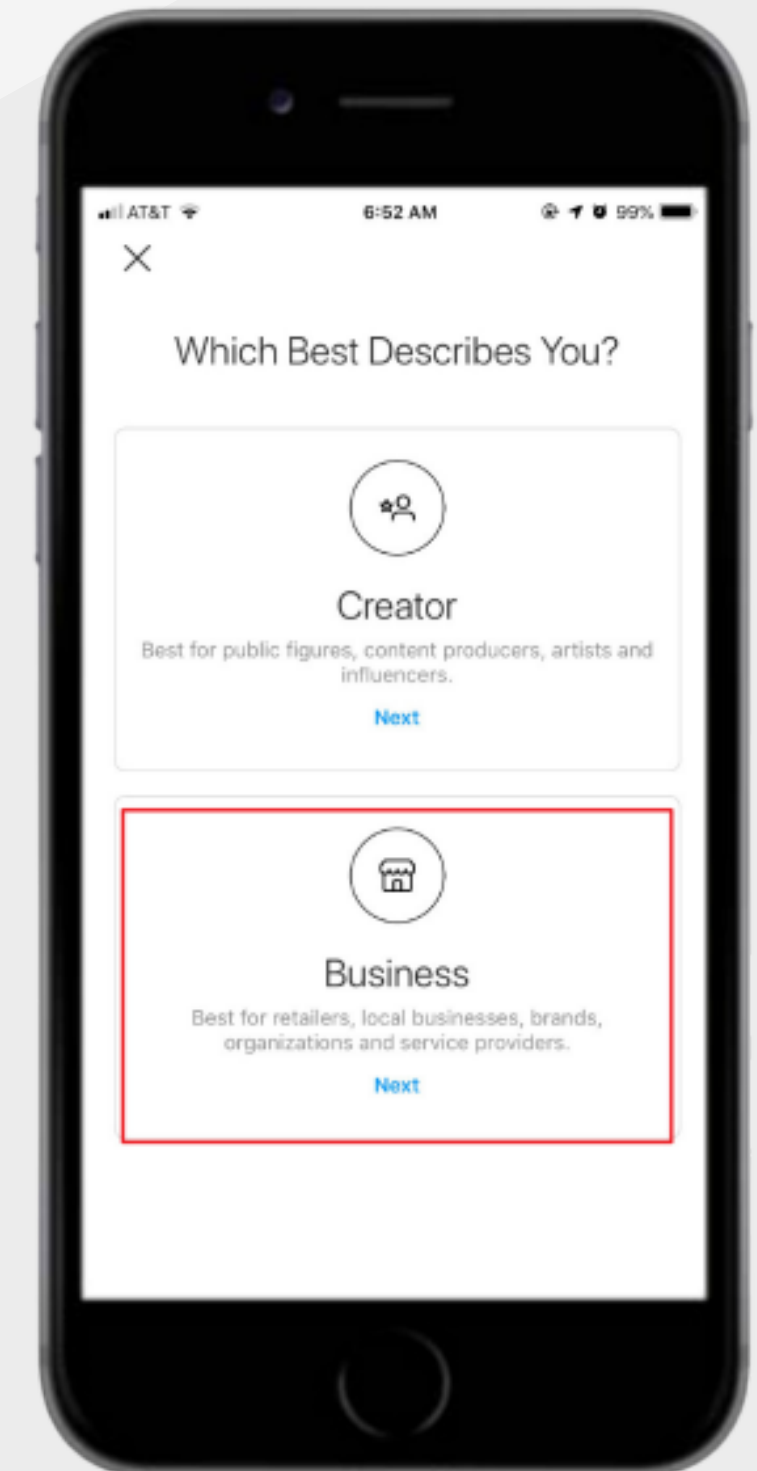 AT&T 6:52 AM 99%
Which Best Describes You?
Creator
Best for public figures, content producers, artists and
influencers.
Next
Business
Best for retailers, local businesses, brands,
organizations and service providers.
Next